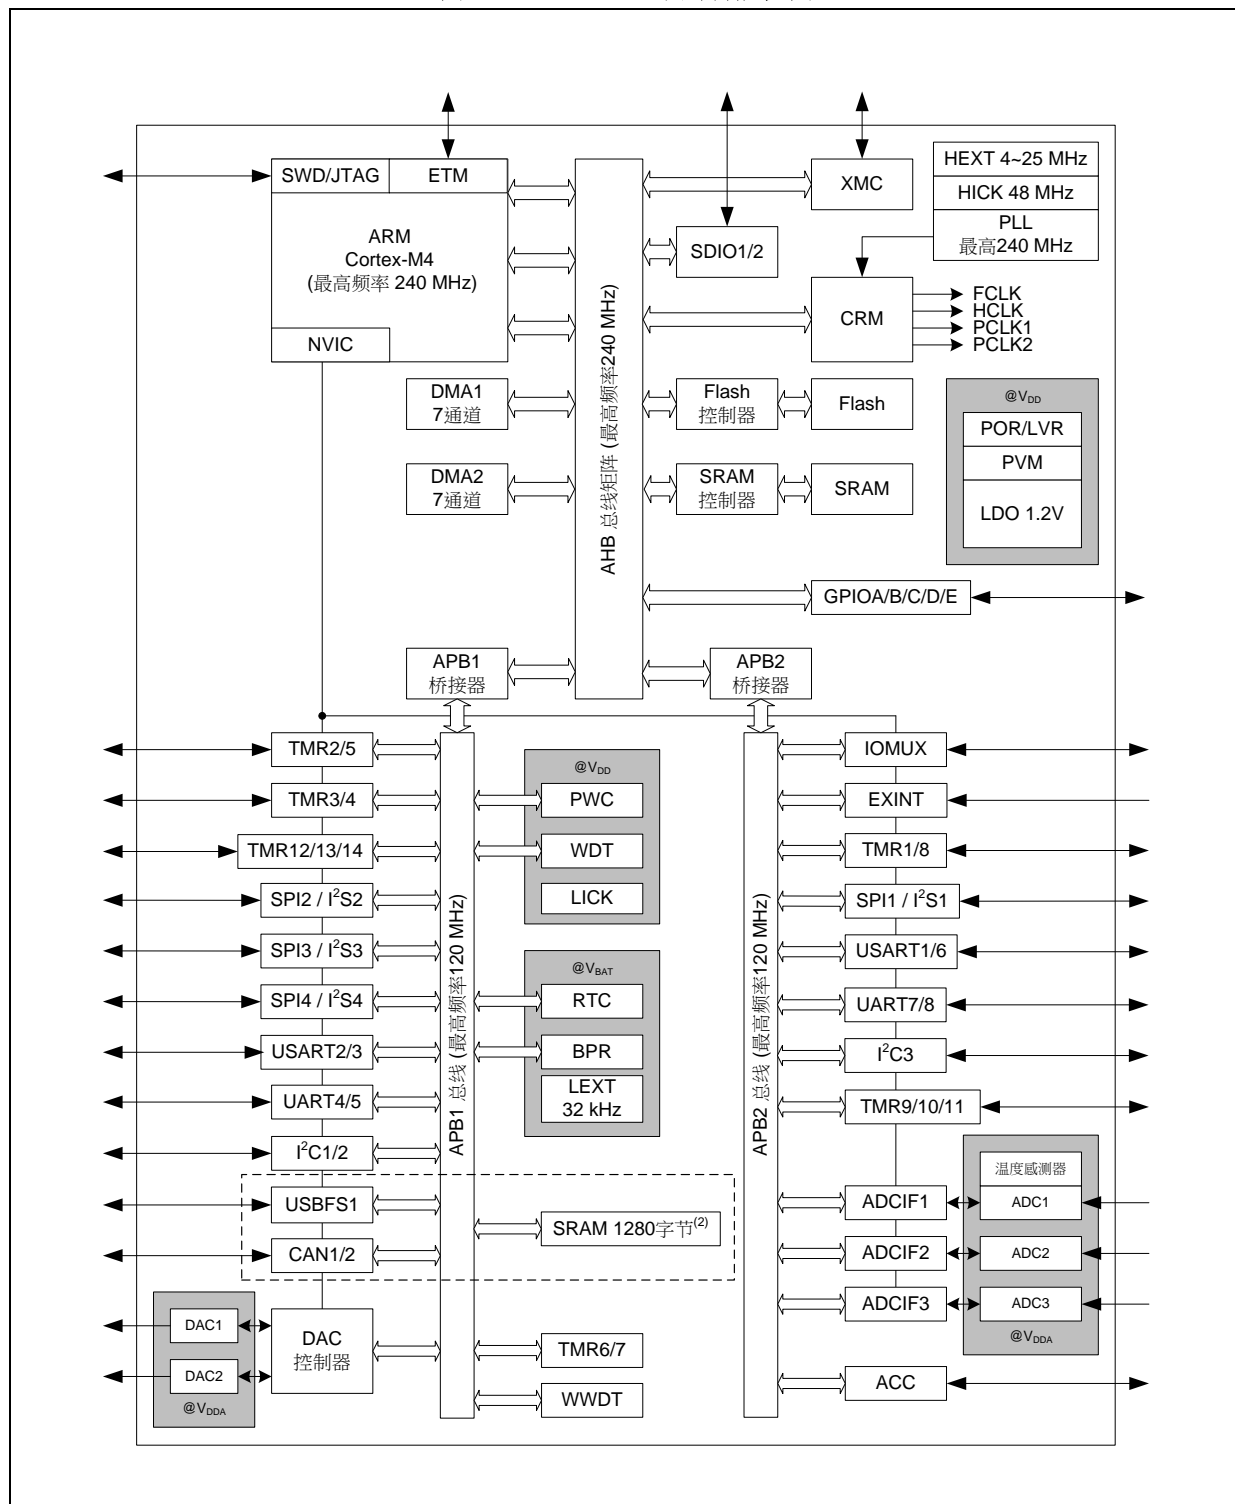 SWD/JTAG
ETM
ARM
Cortex-M4
(最高频率 240 MHz)
NVIC
AHB 总线矩阵 (最高频率240 MHz)
XMC
SDIO1/2
HEXT 4~25 MHz
HICK 48 MHz
PLL
最高240 MHz
CRM
FCLK
HCLK
PCLK1
PCLK2
DMA1
7通道
Flash
控制器
Flash
DMA2
7通道
SRAM
控制器
SRAM
@VDD
POR/LVR
PVM
LDO 1.2V
GPIOA/B/C/D/E
APB1
桥接器
APB2
桥接器
TMR2/5
TMR3/4
TMR12/13/14
SPI2 / I²S2
SPI3 / I²S3
SPI4 / I²S4
USART2/3
UART4/5
I²C1/2
USBFS1
CAN1/2
DAC1
DAC2
@VDDA
DAC
控制器
APB1 总线 (最高频率120 MHz)
@VDD
PWC
WDT
LICK
@VBAT
RTC
BPR
LEXT
32 kHz
SRAM 1280字节(2)
TMR6/7
WWDT
APB2 总线 (最高频率120 MHz)
IOMUX
EXINT
TMR1/8
SPI1 / I²S1
USART1/6
UART7/8
I²C3
TMR9/10/11
ADCIF1
ADCIF2
ADCIF3
温度感测器
ADC1
ADC2
ADC3
@VDDA
ACC